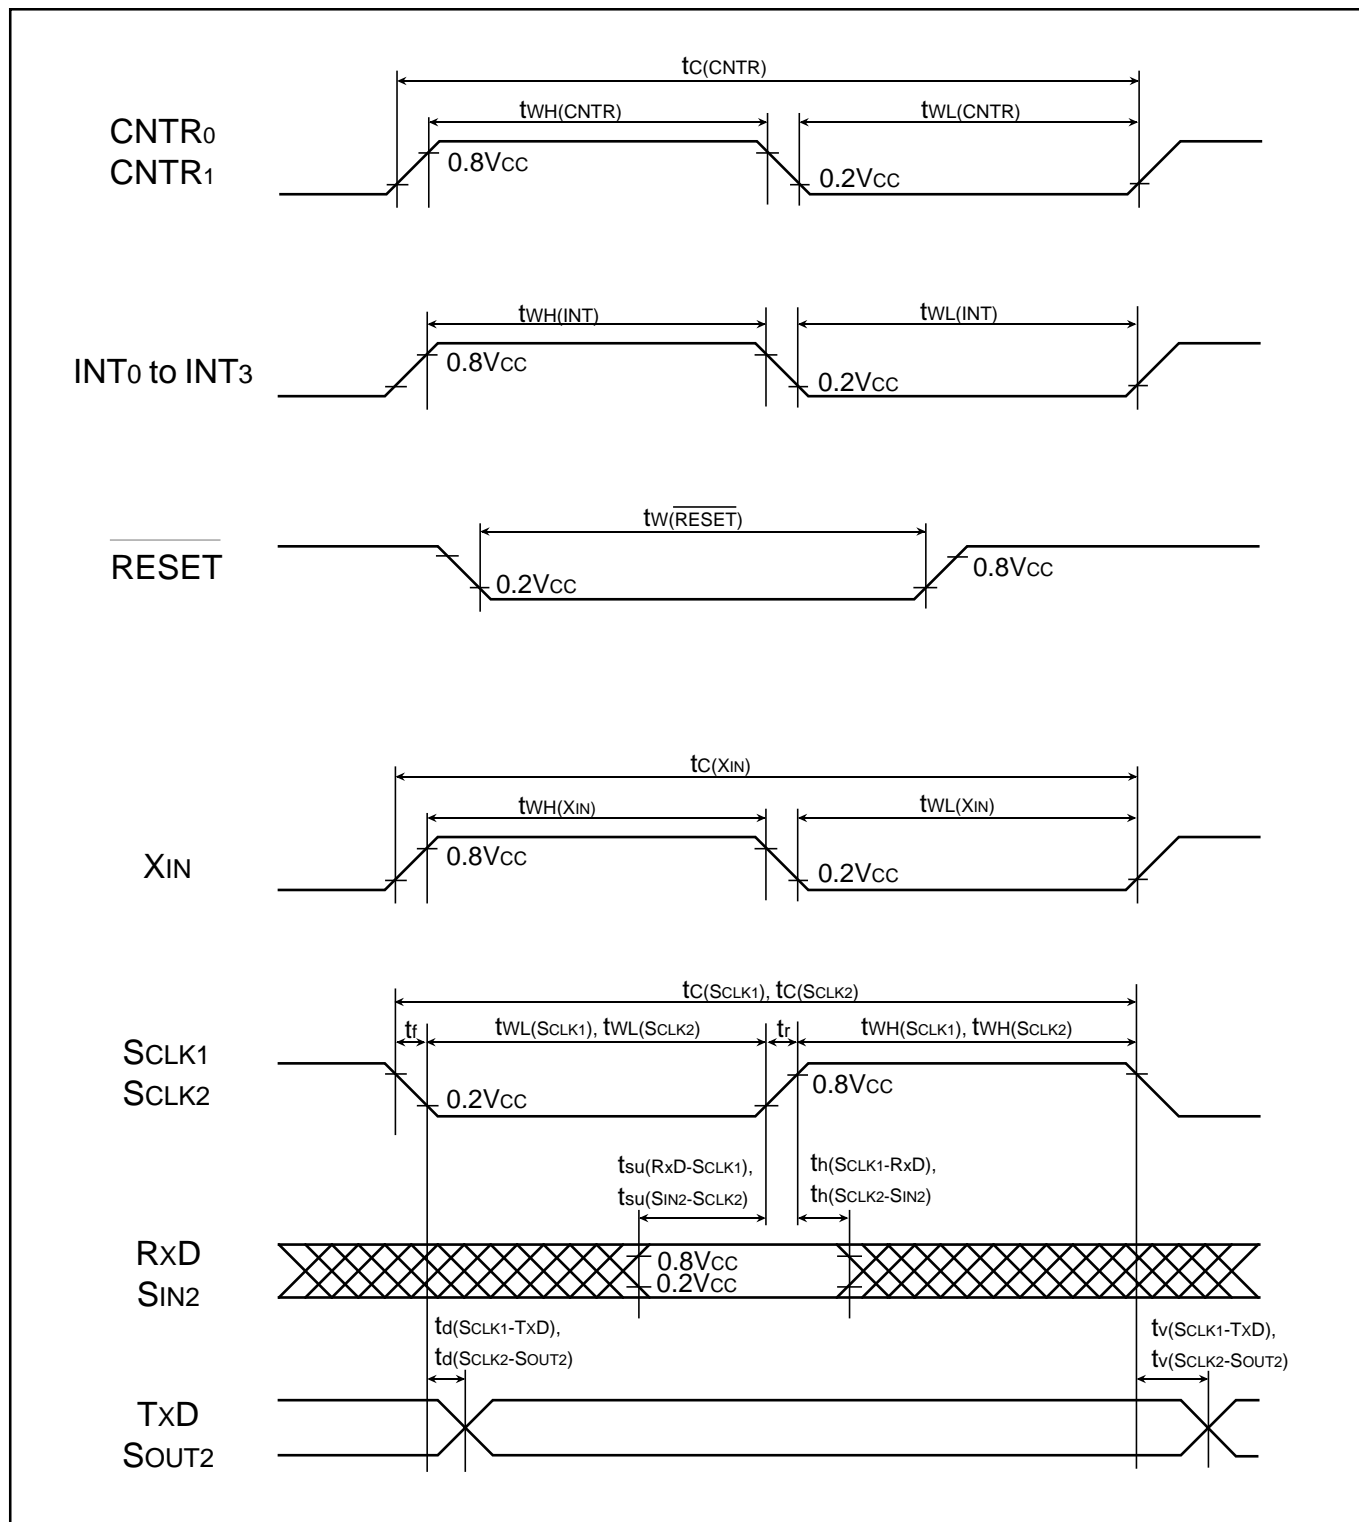 tC(CNTR)
tWH(CNTR)
tWL(CNTR)
CNTR0
CNTR1
0.8VCC
0.2VCC
tWH(INT)
tWL(INT)
INT0 to INT3
0.8VCC
0.2VCC
tW(RESET)
RESET
0.2VCC
0.8VCC
tC(XIN)
tWH(XIN)
tWL(XIN)
XIN
0.8VCC
0.2VCC
tC(SCLK1), tC(SCLK2)
tf
tWL(SCLK1), tWL(SCLK2)
tr
tWH(SCLK1), tWH(SCLK2)
SCLK1
SCLK2
0.2VCC
0.8VCC
tsu(RxD-SCLK1),
tsu(SIN2-SCLK2)
th(SCLK1-RxD),
th(SCLK2-SIN2)
RXD
SIN2
0.8VCC
0.2VCC
td(SCLK1-TXD),
td(SCLK2-SOUT2)
tv(SCLK1-TXD),
tv(SCLK2-SOUT2)
TXD
SOUT2